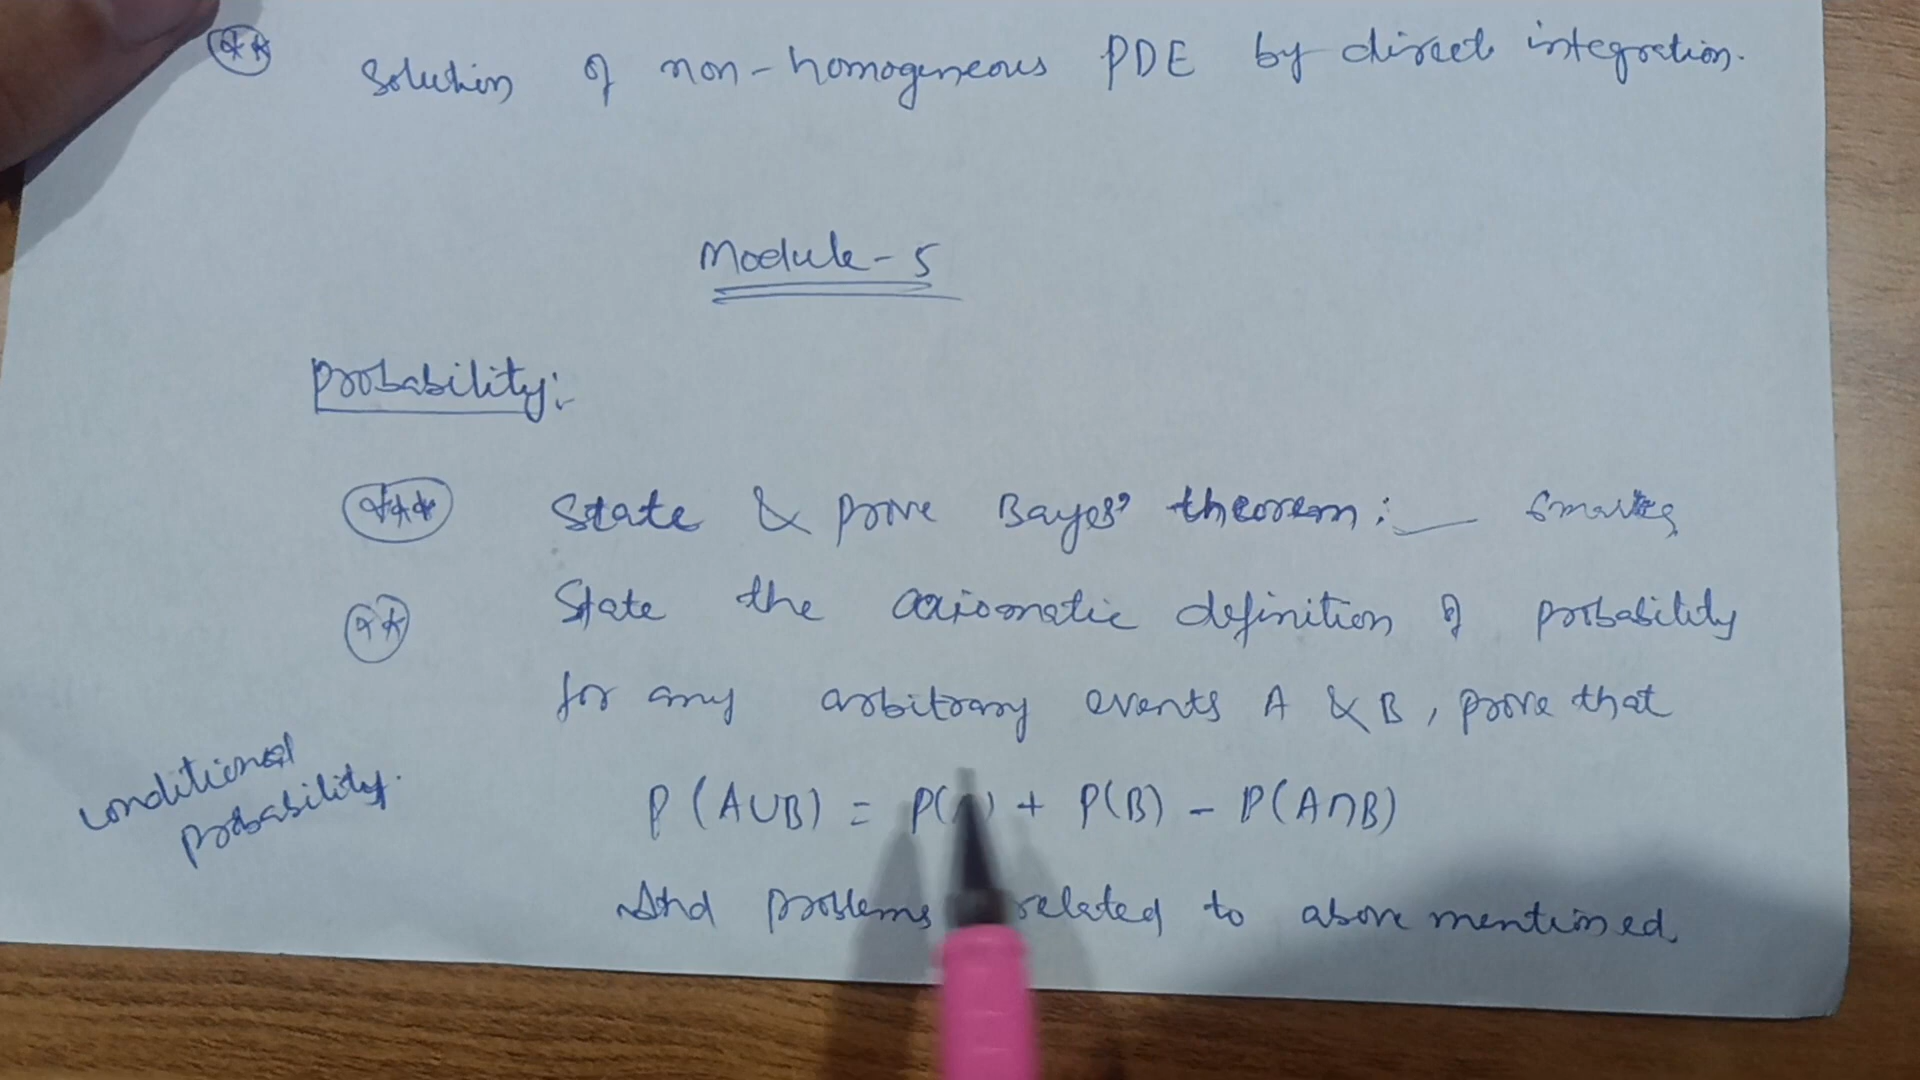 ** Solution of non-homogeneous PDE by direct integration.
Module-5
Probability:-
*** State & prove Bayes' theorem:— 6marks
** State the axiomatic definition of probability
for any arbitrary events A & B, prove that
P(AUB) = P(A) + P(B) - P(A∩B)
conditional
probability.
And problems related to above mentioned